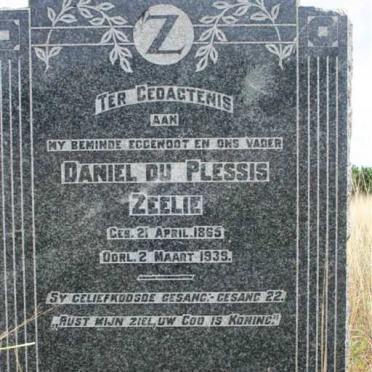 Z
TER GEDAGTENIS
AAN
MY BEMINDE EGGENOOT EN ONS VADER
DANIEL DU PLESSIS
ZEELIE
GEB. 21 APRIL. 1865
OORL. 2 MAART 1939.
SY GELIEFKOOSDE GESANG:- GESANG 22.
„RUST MIJN ZIEL, UW GOD IS KONING."